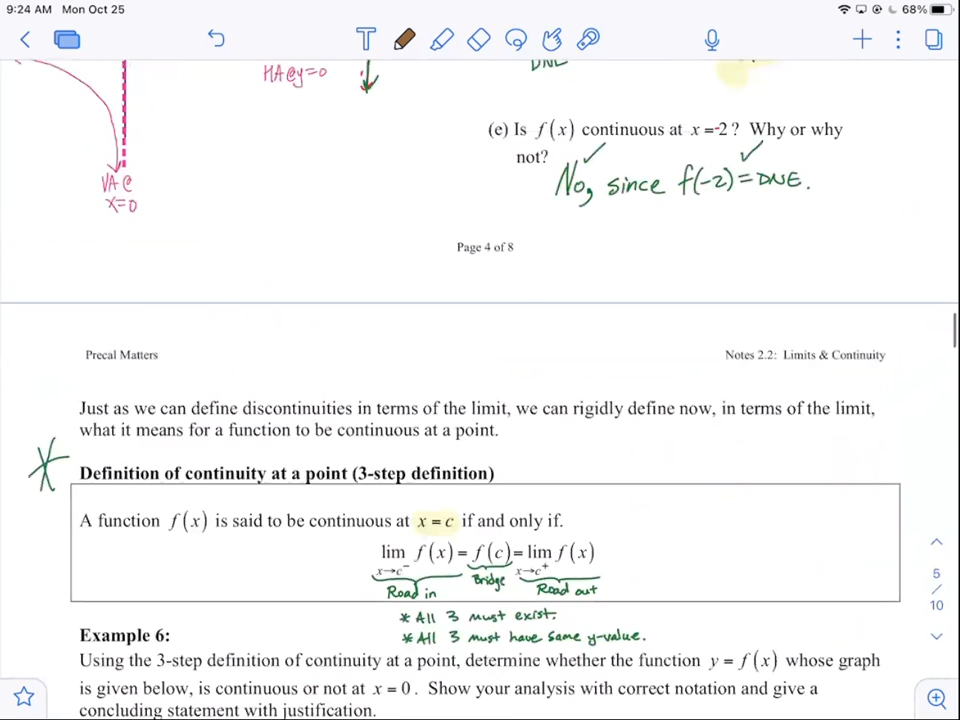 9:24 AM Mon Oct 25
68%
T
HA@y=0
DNE
VA@
x=0
(e) Is f(x) continuous at x =-2? Why or why
not?
No, since f(-2)=DNE.
Page 4 of 8
Precal Matters
Notes 2.2: Limits & Continuity
Just as we can define discontinuities in terms of the limit, we can rigidly define now, in terms of the limit,
what it means for a function to be continuous at a point.
Definition of continuity at a point (3-step definition)
A function f(x) is said to be continuous at x = c if and only if.
lim f(x) = f(c) = lim f(x)
x→c⁻ x→c⁺
Road in Bridge Road out
* All 3 must exist.
* All 3 must have same y-value.
Example 6:
Using the 3-step definition of continuity at a point, determine whether the function y = f(x) whose graph
is given below, is continuous or not at x = 0. Show your analysis with correct notation and give a
concluding statement with justification.
5
/
10